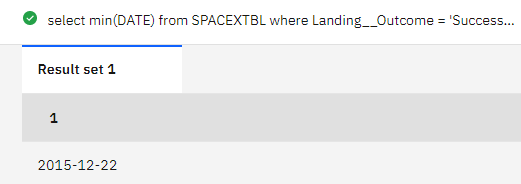 select min(DATE) from SPACEXTBL where Landing__Outcome = 'Success...
Result set 1
1
2015-12-22